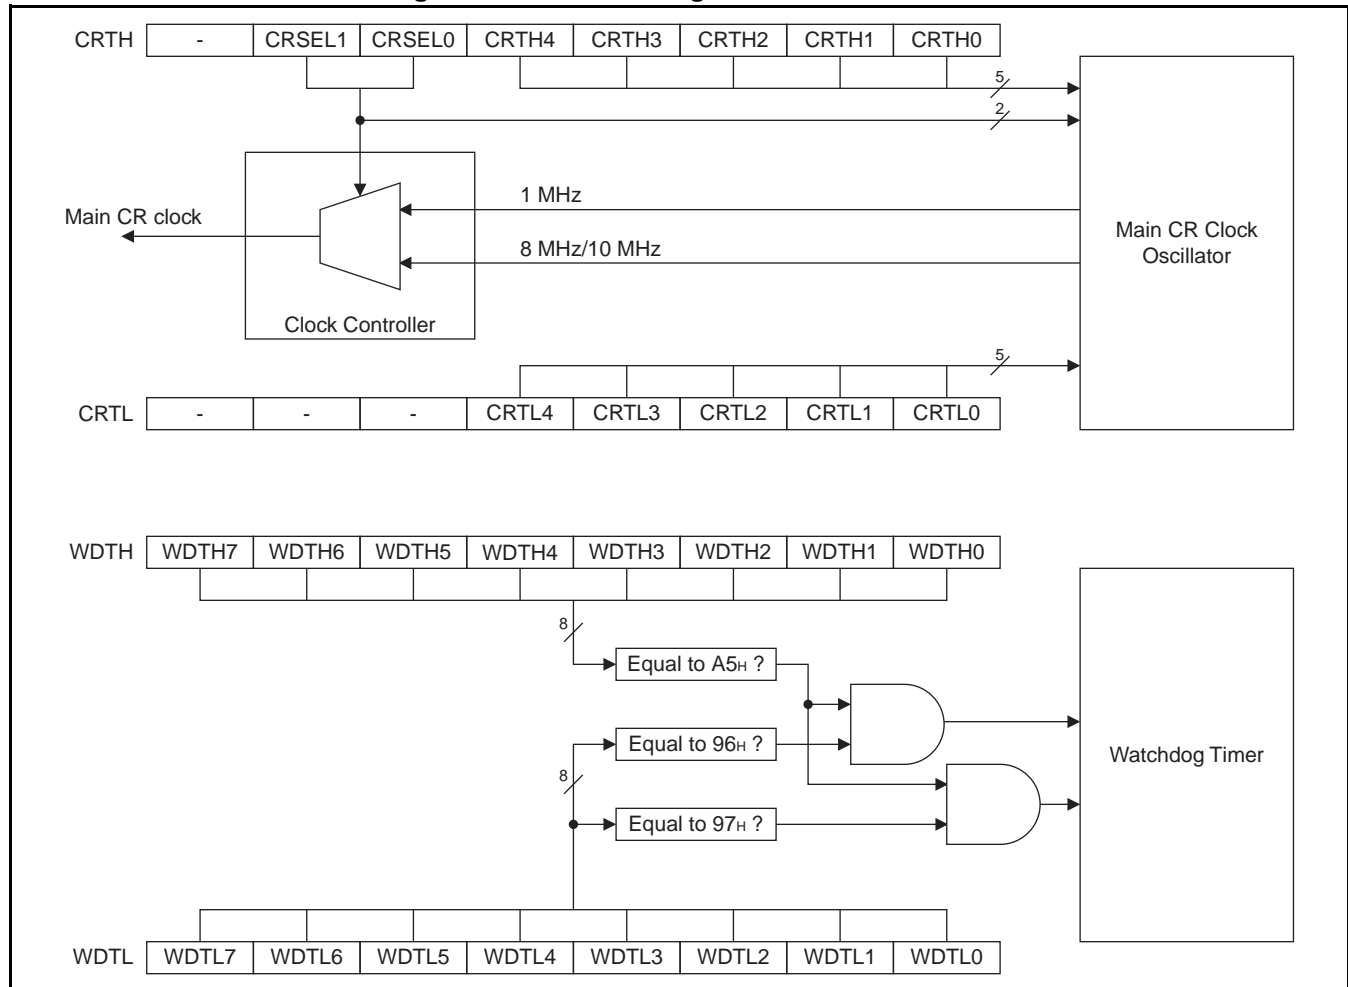 CRTH - CRSEL1 CRSEL0 CRTH4 CRTH3 CRTH2 CRTH1 CRTH0
5
2
1 MHz
Main CR clock
8 MHz/10 MHz
Main CR Clock
Oscillator
Clock Controller
5
CRTL - - - CRTL4 CRTL3 CRTL2 CRTL1 CRTL0
WDTH WDTH7 WDTH6 WDTH5 WDTH4 WDTH3 WDTH2 WDTH1 WDTH0
8
Equal to A5H ?
Equal to 96H ?
8
Watchdog Timer
Equal to 97H ?
WDTL WDTL7 WDTL6 WDTL5 WDTL4 WDTL3 WDTL2 WDTL1 WDTL0